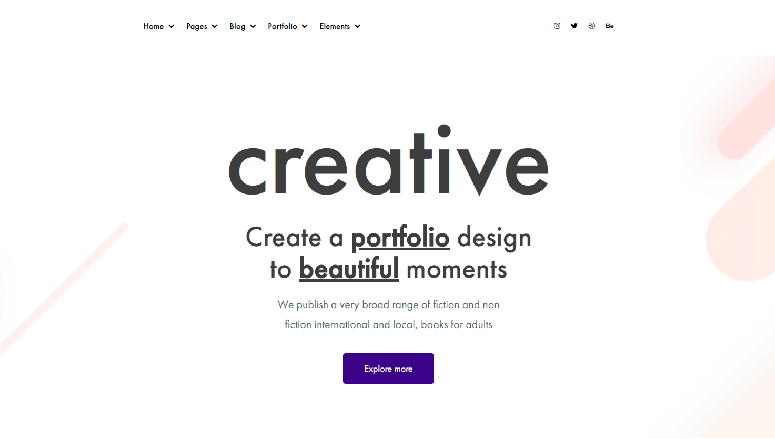 Home Pages Blog Portfolio Elements Be
creative
Create a portfolio design
to beautiful moments
We publish a very broad range of fiction and non
fiction international and local, books for adults
Explore more